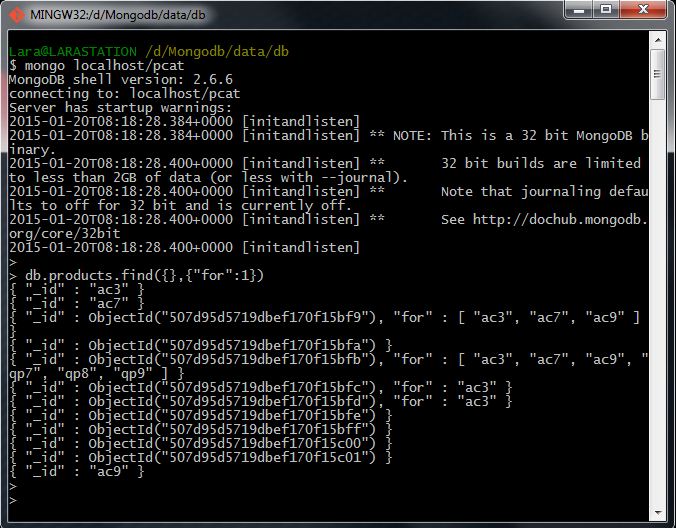 MINGW32:/d/Mongodb/data/db
Lara@LARASTATION /d/Mongodb/data/db
$ mongo localhost/pcat
MongoDB shell version: 2.6.6
connecting to: localhost/pcat
Server has startup warnings:
2015-01-20T08:18:28.384+0000 [initandlisten]
2015-01-20T08:18:28.384+0000 [initandlisten] ** NOTE: This is a 32 bit MongoDB b
inary.
2015-01-20T08:18:28.400+0000 [initandlisten] **       32 bit builds are limited
to less than 2GB of data (or less with --journal).
2015-01-20T08:18:28.400+0000 [initandlisten] **       Note that journaling defau
lts to off for 32 bit and is currently off.
2015-01-20T08:18:28.400+0000 [initandlisten] **       See http://dochub.mongodb.
org/core/32bit
2015-01-20T08:18:28.400+0000 [initandlisten]
>
> db.products.find({},{"for":1})
{ "_id" : "ac3" }
{ "_id" : "ac7" }
{ "_id" : ObjectId("507d95d5719dbef170f15bf9"), "for" : [ "ac3", "ac7", "ac9" ]
}
{ "_id" : ObjectId("507d95d5719dbef170f15bfa") }
{ "_id" : ObjectId("507d95d5719dbef170f15bfb"), "for" : [ "ac3", "ac7", "ac9", "
qp7", "qp8", "qp9" ] }
{ "_id" : ObjectId("507d95d5719dbef170f15bfc"), "for" : "ac3" }
{ "_id" : ObjectId("507d95d5719dbef170f15bfd"), "for" : "ac3" }
{ "_id" : ObjectId("507d95d5719dbef170f15bfe") }
{ "_id" : ObjectId("507d95d5719dbef170f15bff") }
{ "_id" : ObjectId("507d95d5719dbef170f15c00") }
{ "_id" : ObjectId("507d95d5719dbef170f15c01") }
{ "_id" : "ac9" }
>
>